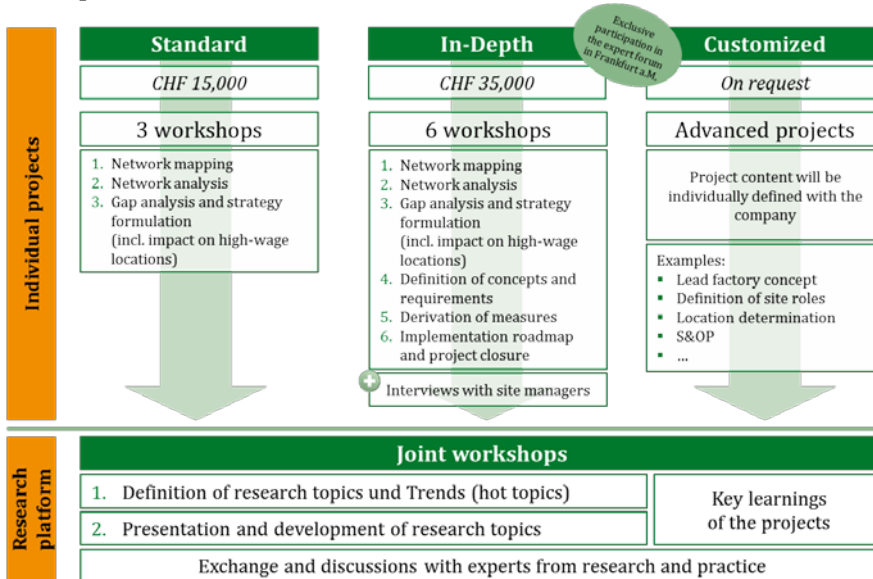 Standard
In-Depth
Exclusive
participation in
the expert forum
in Frankfurt a.M.
Customized
CHF 15,000
CHF 35,000
On request
Individual projects
3 workshops
1. Network mapping
2. Network analysis
3. Gap analysis and strategy
formulation
(incl. impact on high-wage
locations)
6 workshops
1. Network mapping
2. Network analysis
3. Gap analysis and strategy
formulation
(incl. impact on high-wage
locations)
4. Definition of concepts and
requirements
5. Derivation of measures
6. Implementation roadmap
and project closure
+ Interviews with site managers
Advanced projects
Project content will be
individually defined with the
company
Examples:
▪ Lead factory concept
▪ Definition of site roles
▪ Location determination
▪ S&OP
▪ ...
Research
platform
Joint workshops
1. Definition of research topics und Trends (hot topics)
2. Presentation and development of research topics
Key learnings
of the projects
Exchange and discussions with experts from research and practice